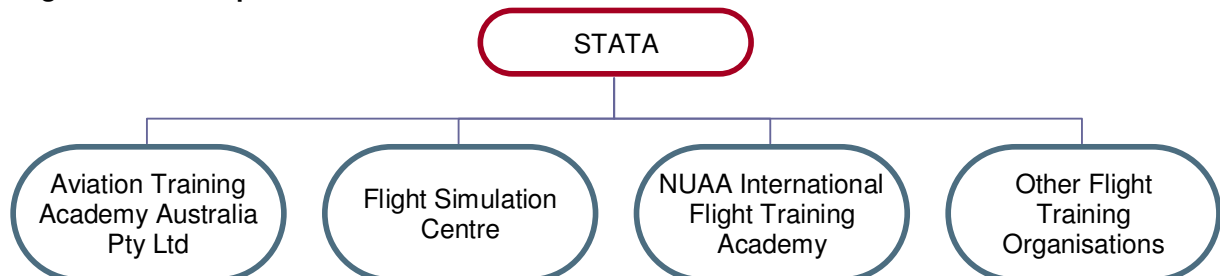 STATA
Aviation Training
Academy Australia
Pty Ltd
Flight Simulation
Centre
NUAA International
Flight Training
Academy
Other Flight
Training
Organisations